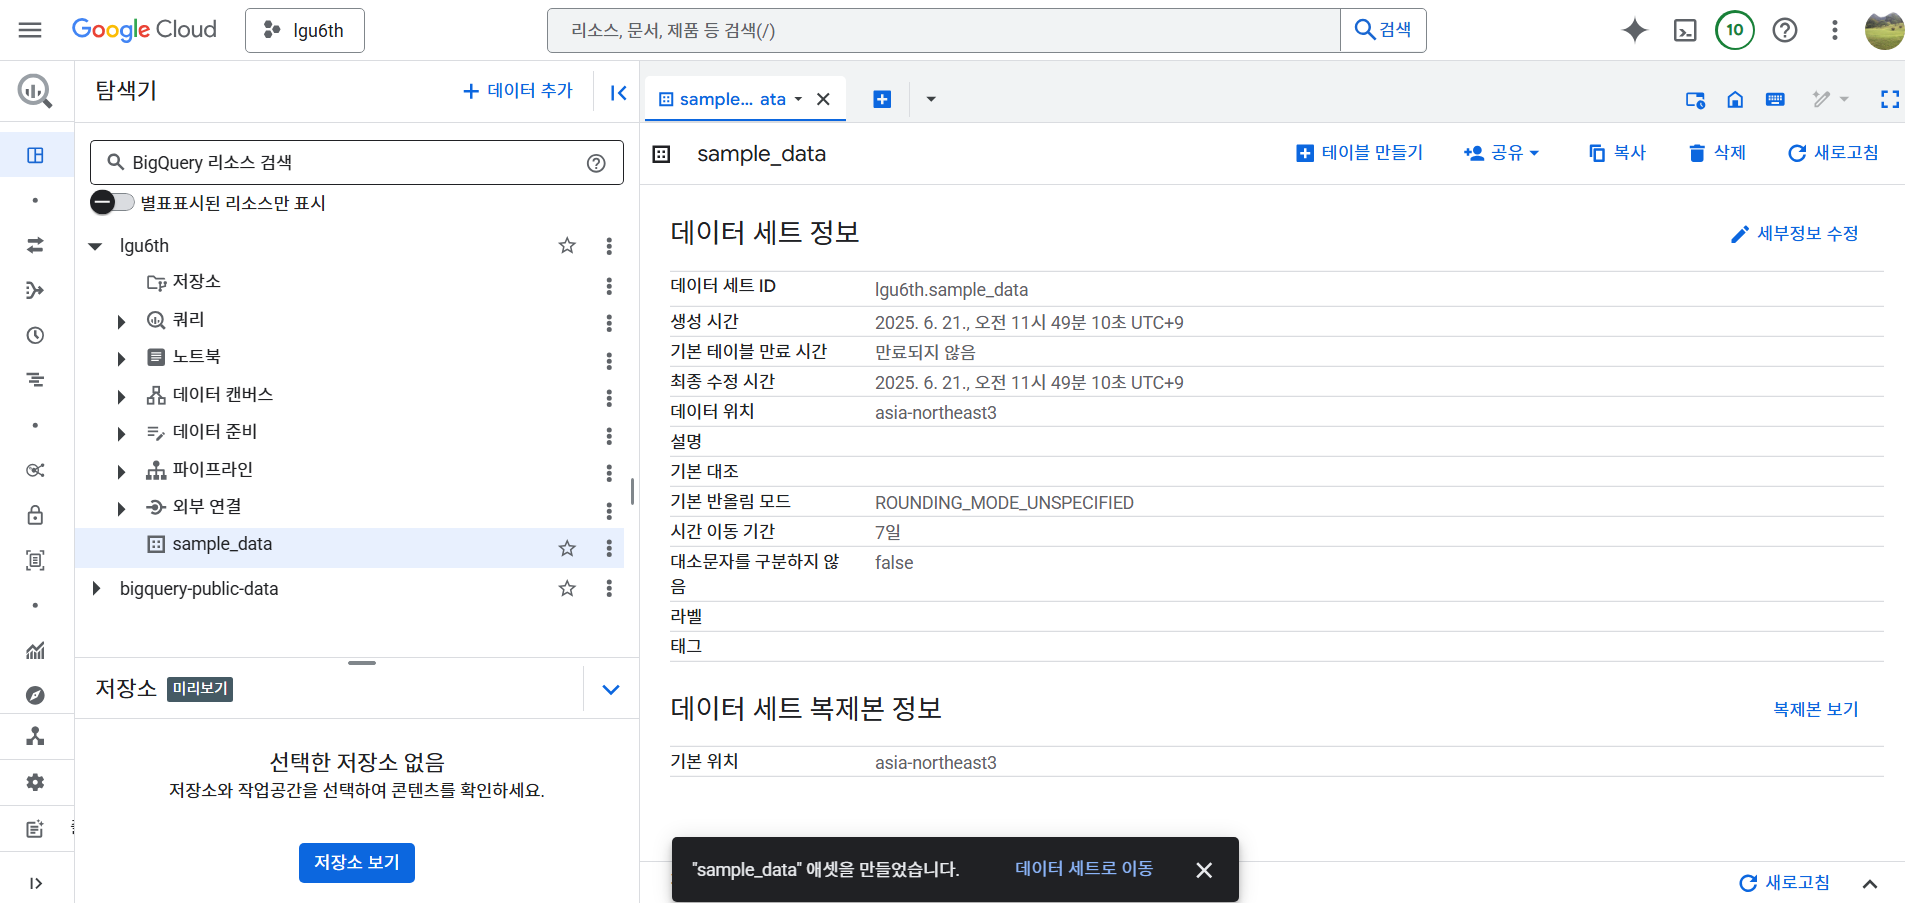 Google Cloud
lgu6th
리소스, 문서, 제품 등 검색(/)
검색
10
탐색기
데이터 추가
BigQuery 리소스 검색
별표표시된 리소스만 표시
lgu6th
저장소
쿼리
노트북
데이터 캔버스
데이터 준비
파이프라인
외부 연결
sample_data
bigquery-public-data
저장소 미리보기
선택한 저장소 없음
저장소와 작업공간을 선택하여 콘텐츠를 확인하세요.
저장소 보기
sample... ata
sample_data
테이블 만들기
공유
복사
삭제
새로고침
데이터 세트 정보
세부정보 수정
데이터 세트 ID lgu6th.sample_data
생성 시간 2025. 6. 21., 오전 11시 49분 10초 UTC+9
기본 테이블 만료 시간 만료되지 않음
최종 수정 시간 2025. 6. 21., 오전 11시 49분 10초 UTC+9
데이터 위치 asia-northeast3
설명
기본 대조
기본 반올림 모드 ROUNDING_MODE_UNSPECIFIED
시간 이동 기간 7일
대소문자를 구분하지 않 false
음
라벨
태그
데이터 세트 복제본 정보
복제본 보기
기본 위치 asia-northeast3
"sample_data" 애셋을 만들었습니다.
데이터 세트로 이동
새로고침